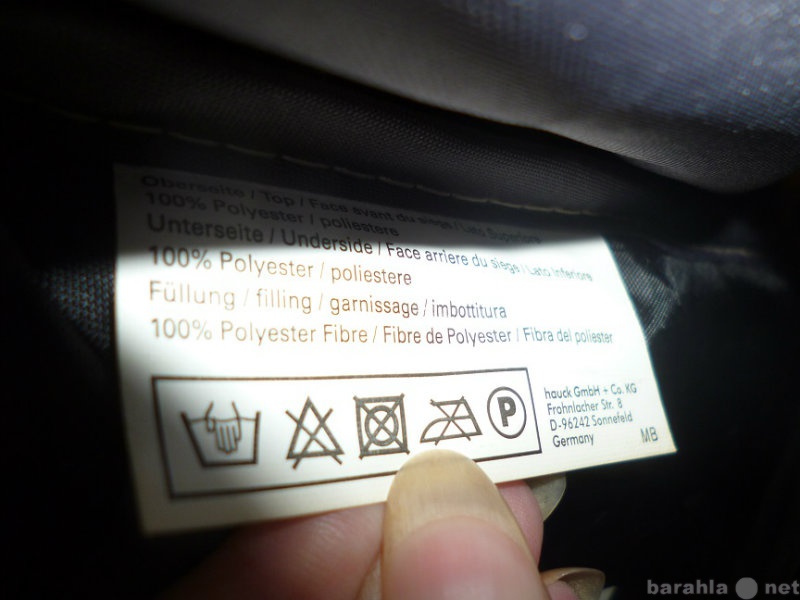 Oberseite / Top / Face avant du siege / Lato Superiore
100% Polyester / poliestere
Unterseite / Underside / Face arriere du siege / Lato Inferiore
100% Polyester / poliestere
Füllung / filling / garnissage / imbottitura
100% Polyester Fibre / Fibre de Polyester / Fibra del poliester
P
hauck GmbH + Co. KG
Frohnlacher Str. 8
D-96242 Sonnefeld
Germany
MB
barahla net